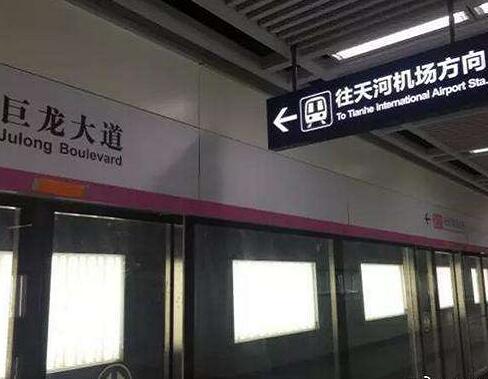 巨龙大道
Julong Boulevard
往天河机场方向
To Tianhe International Airport Sta.